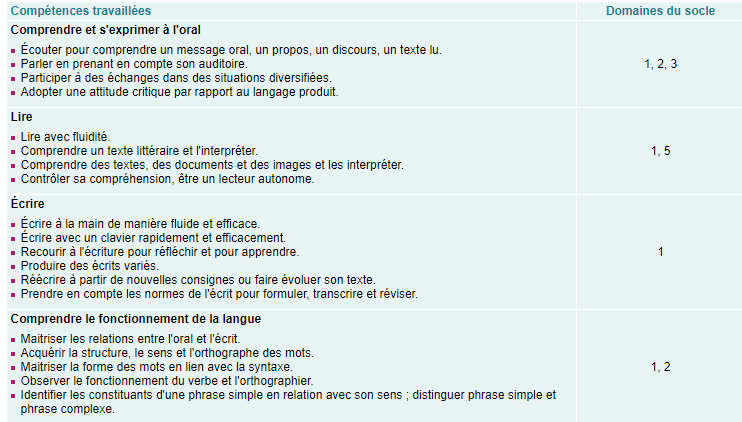 Compétences travaillées Domaines du socle
Comprendre et s'exprimer à l'oral
Écouter pour comprendre un message oral, un propos, un discours, un texte lu.
Parler en prenant en compte son auditoire.
1, 2, 3
Participer à des échanges dans des situations diversifiées.
Adopter une attitude critique par rapport au langage produit.
Lire
Lire avec fluidité.
Comprendre un texte littéraire et l'interpréter.
1, 5
Comprendre des textes, des documents et des images et les interpréter.
Contrôler sa compréhension, être un lecteur autonome.
Écrire
Écrire à la main de manière fluide et efficace.
Écrire avec un clavier rapidement et efficacement.
Recourir à l'écriture pour réfléchir et pour apprendre.
1
Produire des écrits variés.
Réécrire à partir de nouvelles consignes ou faire évoluer son texte.
Prendre en compte les normes de l'écrit pour formuler, transcrire et réviser.
Comprendre le fonctionnement de la langue
Maitriser les relations entre l'oral et l'écrit.
Acquérir la structure, le sens et l'orthographe des mots.
Maitriser la forme des mots en lien avec la syntaxe.
1, 2
Observer le fonctionnement du verbe et l'orthographier.
Identifier les constituants d'une phrase simple en relation avec son sens ; distinguer phrase simple et
phrase complexe.